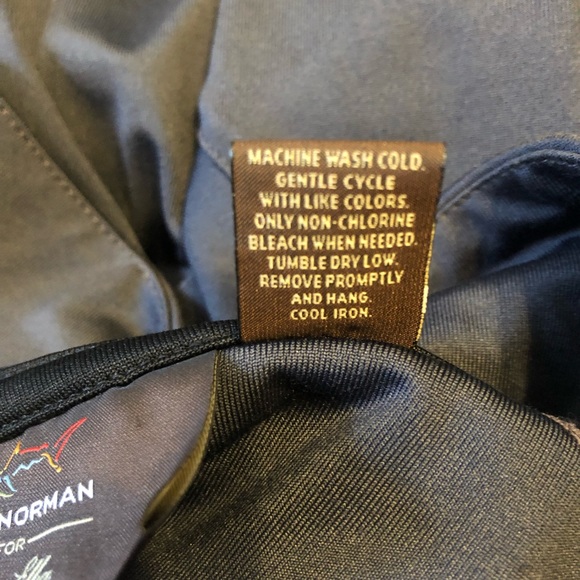 MACHINE WASH COLD.
GENTLE CYCLE
WITH LIKE COLORS.
ONLY NON-CHLORINE
BLEACH WHEN NEEDED.
TUMBLE DRY LOW.
REMOVE PROMPTLY
AND HANG.
COOL IRON.
NORMAN
FOR